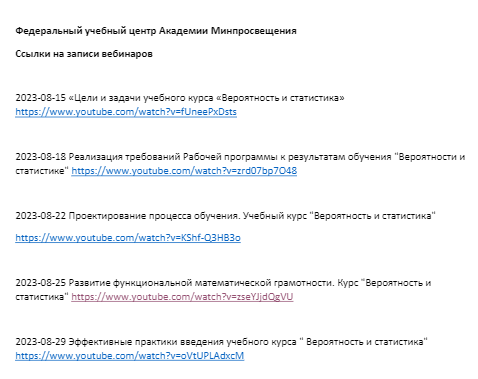 Федеральный учебный центр Академии Минпросвещения
Ссылки на записи вебинаров
2023-08-15 «Цели и задачи учебного курса «Вероятность и статистика»
https://www.youtube.com/watch?v=fUneePxDsts
2023-08-18 Реализация требований Рабочей программы к результатам обучения "Вероятности и
статистике" https://www.youtube.com/watch?v=zrd07bp7O48
2023-08-22 Проектирование процесса обучения. Учебный курс "Вероятность и статистика"
https://www.youtube.com/watch?v=KShf-Q3HB3o
2023-08-25 Развитие функциональной математической грамотности. Курс "Вероятность и
статистика" https://www.youtube.com/watch?v=zseYJjdQgVU
2023-08-29 Эффективные практики введения учебного курса " Вероятность и статистика"
https://www.youtube.com/watch?v=oVtUPLAdxcM